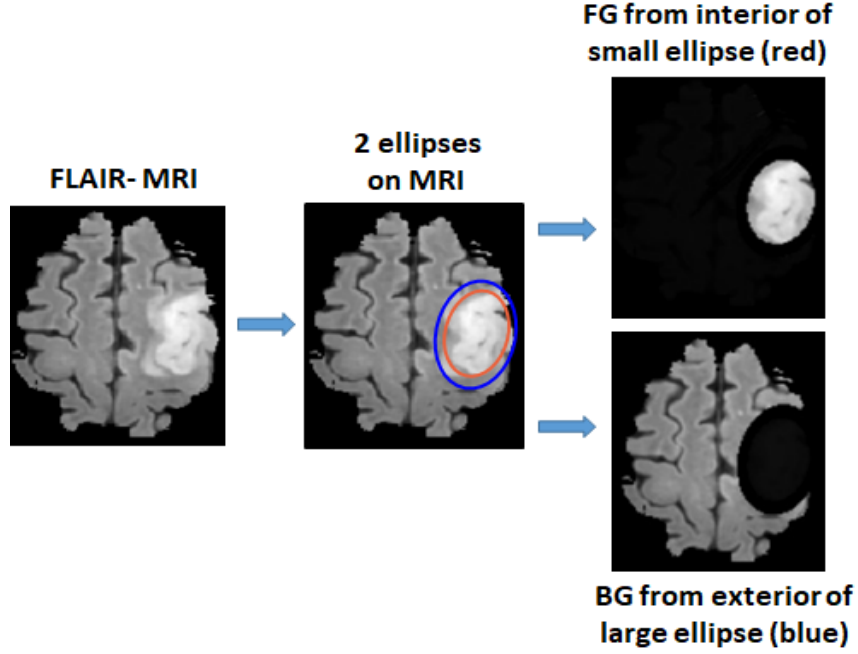 FLAIR- MRI
2 ellipses
on MRI
FG from interior of
small ellipse (red)
BG from exterior of
large ellipse (blue)